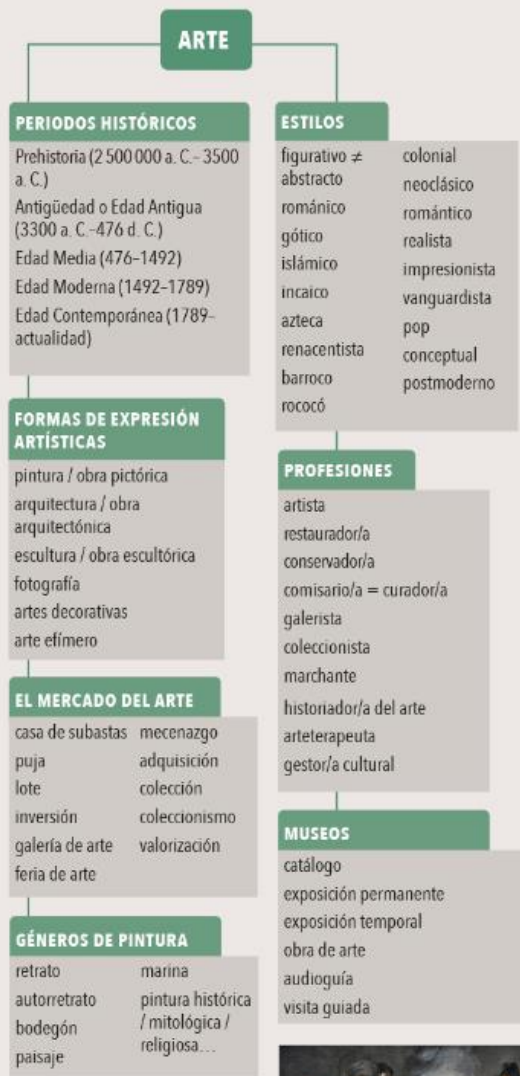 ARTE
PERIODOS HISTÓRICOS
Prehistoria (2 500 000 a. C.– 3500
a. C.)
Antigüedad o Edad Antigua
(3300 a. C.–476 d. C.)
Edad Media (476–1492)
Edad Moderna (1492–1789)
Edad Contemporánea (1789–
actualidad)
FORMAS DE EXPRESIÓN
ARTÍSTICAS
pintura / obra pictórica
arquitectura / obra
arquitectónica
escultura / obra escultórica
fotografía
artes decorativas
arte efímero
EL MERCADO DEL ARTE
casa de subastas
puja
lote
inversión
galería de arte
feria de arte
mecenazgo
adquisición
colección
coleccionismo
valorización
GÉNEROS DE PINTURA
retrato
autorretrato
bodegón
paisaje
marina
pintura histórica
/ mitológica /
religiosa…
ESTILOS
figurativo ≠
abstracto
románico
gótico
islámico
incaico
azteca
renacentista
barroco
rococó
colonial
neoclásico
romántico
realista
impresionista
vanguardista
pop
conceptual
postmoderno
PROFESIONES
artista
restaurador/a
conservador/a
comisario/a = curador/a
galerista
coleccionista
marchante
historiador/a del arte
arteterapeuta
gestor/a cultural
MUSEOS
catálogo
exposición permanente
exposición temporal
obra de arte
audioguía
visita guiada